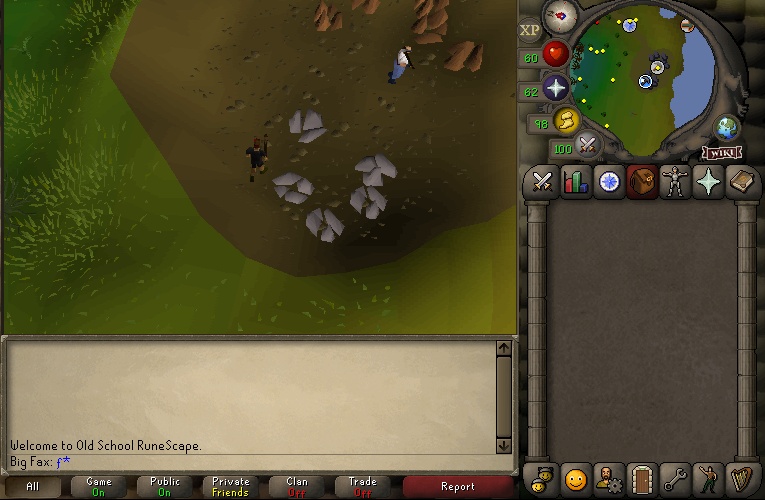 XP
60
62
98
100
WIKI
Welcome to Old School RuneScape.
Big Fax: f*
All
Game
On
Public
On
Private
Friends
Clan
Off
Trade
Off
Report